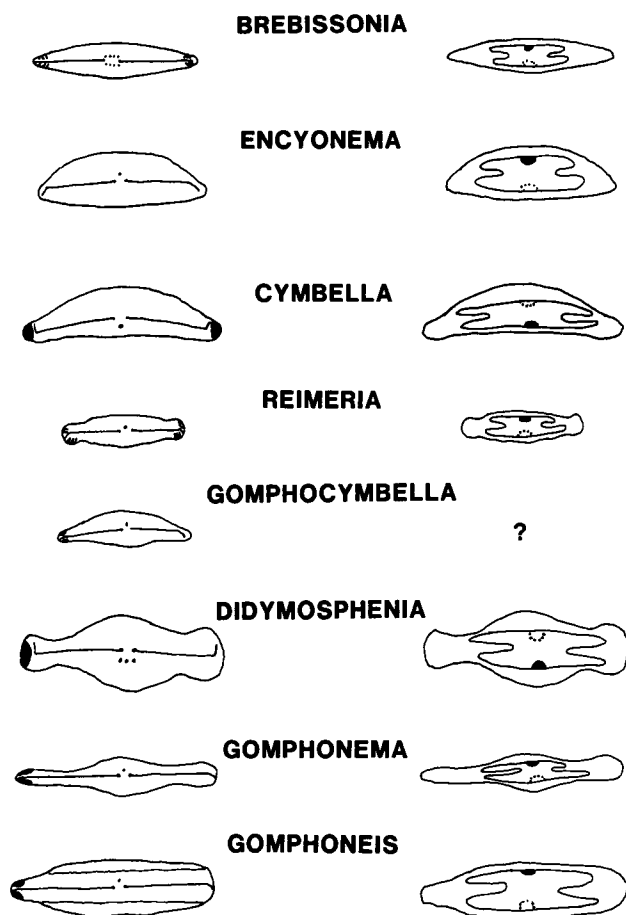 BREBISSONIA
ENCYONEMA
CYMBELLA
REIMERIA
GOMPHOCYMBELLA
?
DIDYMOSPHENIA
GOMPHONEMA
GOMPHONEIS